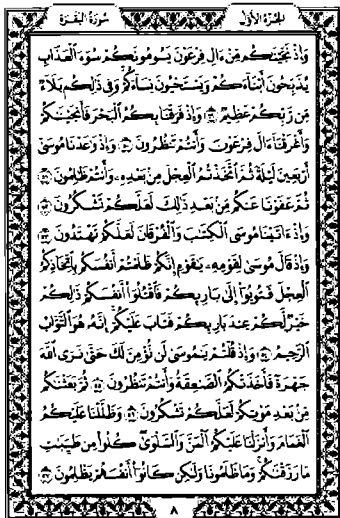 الجزء الأول سورة البقرة
وَإِذْ نَجَّيْنَٰكُم مِّنْ ءَالِ فِرْعَوْنَ يَسُومُونَكُمْ سُوٓءَ ٱلْعَذَابِ
يُذَبِّحُونَ أَبْنَآءَكُمْ وَيَسْتَحْيُونَ نِسَآءَكُمْ وَفِى ذَٰلِكُم بَلَآءٌ
مِّن رَّبِّكُمْ عَظِيمٌ ﴿٤٩﴾ وَإِذْ فَرَقْنَا بِكُمُ ٱلْبَحْرَ فَأَنجَيْنَٰكُمْ
وَأَغْرَقْنَآ ءَالَ فِرْعَوْنَ وَأَنتُمْ تَنظُرُونَ ﴿٥٠﴾ وَإِذْ وَٰعَدْنَا مُوسَىٰٓ
أَرْبَعِينَ لَيْلَةً ثُمَّ ٱتَّخَذْتُمُ ٱلْعِجْلَ مِنۢ بَعْدِهِۦ وَأَنتُمْ ظَٰلِمُونَ ﴿٥١﴾
ثُمَّ عَفَوْنَا عَنكُم مِّنۢ بَعْدِ ذَٰلِكَ لَعَلَّكُمْ تَشْكُرُونَ ﴿٥٢﴾
وَإِذْ ءَاتَيْنَا مُوسَى ٱلْكِتَٰبَ وَٱلْفُرْقَانَ لَعَلَّكُمْ تَهْتَدُونَ ﴿٥٣﴾
وَإِذْ قَالَ مُوسَىٰ لِقَوْمِهِۦ يَٰقَوْمِ إِنَّكُمْ ظَلَمْتُمْ أَنفُسَكُم بِٱتِّخَاذِكُمُ
ٱلْعِجْلَ فَتُوبُوٓا۟ إِلَىٰ بَارِئِكُمْ فَٱقْتُلُوٓا۟ أَنفُسَكُمْ ذَٰلِكُمْ
خَيْرٌ لَّكُمْ عِندَ بَارِئِكُمْ فَتَابَ عَلَيْكُمْ إِنَّهُۥ هُوَ ٱلتَّوَّابُ
ٱلرَّحِيمُ ﴿٥٤﴾ وَإِذْ قُلْتُمْ يَٰمُوسَىٰ لَن نُّؤْمِنَ لَكَ حَتَّىٰ نَرَى ٱللَّهَ
جَهْرَةً فَأَخَذَتْكُمُ ٱلصَّٰعِقَةُ وَأَنتُمْ تَنظُرُونَ ﴿٥٥﴾ ثُمَّ بَعَثْنَٰكُم
مِّنۢ بَعْدِ مَوْتِكُمْ لَعَلَّكُمْ تَشْكُرُونَ ﴿٥٦﴾ وَظَلَّلْنَا عَلَيْكُمُ
ٱلْغَمَامَ وَأَنزَلْنَا عَلَيْكُمُ ٱلْمَنَّ وَٱلسَّلْوَىٰ كُلُوا۟ مِن طَيِّبَٰتِ
مَا رَزَقْنَٰكُمْ وَمَا ظَلَمُونَا وَلَٰكِن كَانُوٓا۟ أَنفُسَهُمْ يَظْلِمُونَ ﴿٥٧﴾
٨